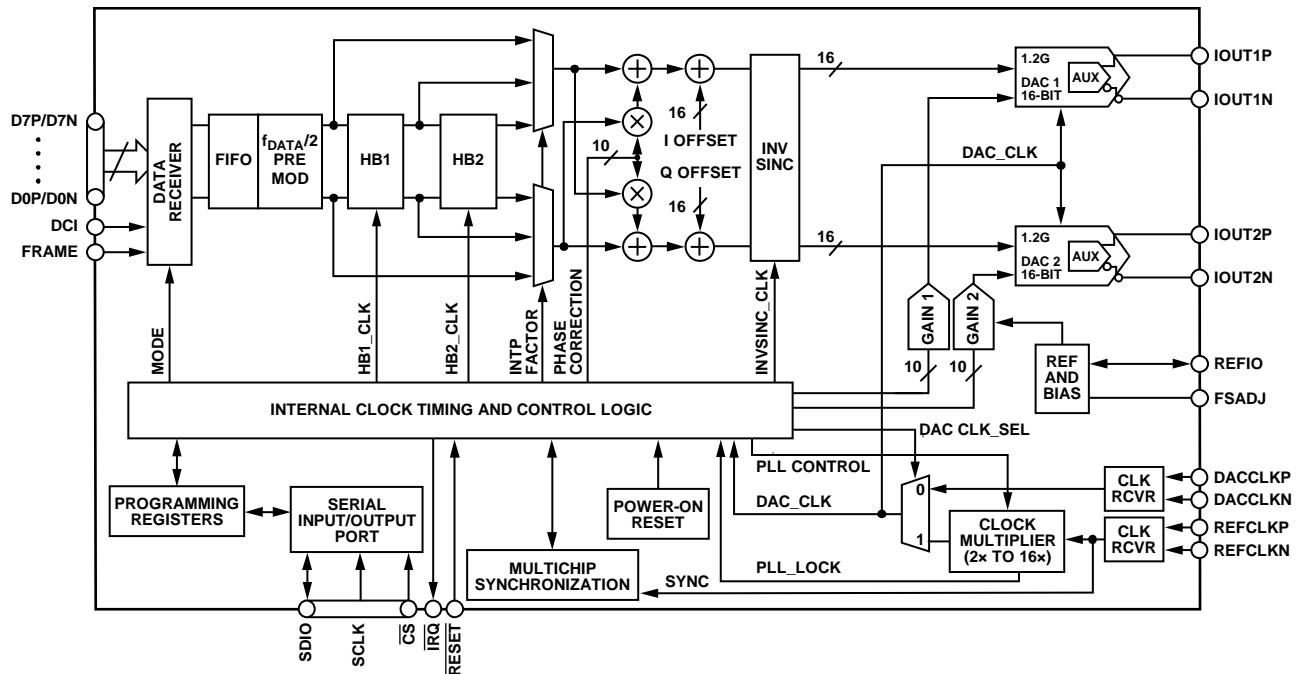 D7P/D7N
D0P/D0N
DCI
FRAME
DATA
RECEIVER
FIFO
fDATA/2
PRE
MOD
HB1
HB2
10
16
I OFFSET
Q OFFSET
16
INV
SINC
16
16
1.2G
DAC 1
16-BIT
AUX
IOUT1P
IOUT1N
DAC_CLK
1.2G
DAC 2
16-BIT
AUX
IOUT2P
IOUT2N
MODE
HB1_CLK
HB2_CLK
INTP
FACTOR
PHASE
CORRECTION
INVSINC_CLK
GAIN 1
GAIN 2
10
10
REF
AND
BIAS
REFIO
FSADJ
INTERNAL CLOCK TIMING AND CONTROL LOGIC
DAC CLK_SEL
PLL CONTROL
DAC_CLK
PLL_LOCK
SYNC
0
1
CLOCK
MULTIPLIER
(2× TO 16×)
CLK
RCVR
CLK
RCVR
DACCLKP
DACCLKN
REFCLKP
REFCLKN
PROGRAMMING
REGISTERS
SERIAL
INPUT/OUTPUT
PORT
POWER-ON
RESET
MULTICHIP
SYNCHRONIZATION
SDIO
SCLK
CS
IRQ
RESET